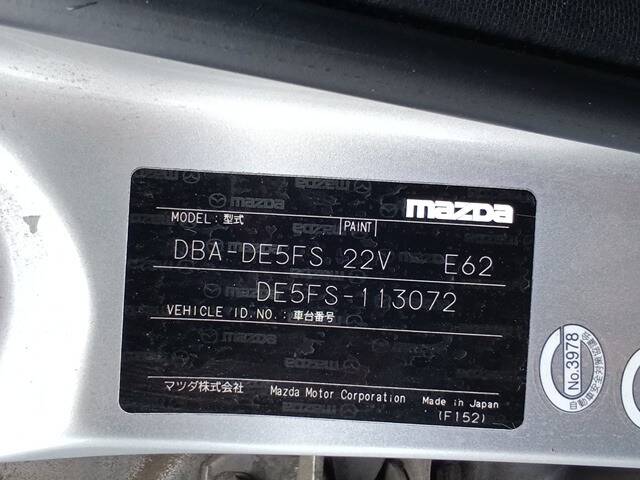 mazda
MODEL: 型式 PAINT
DBA-DE5FS 22V E62
DE5FS-113072
VEHICLE ID.NO.: 車台番号
マツダ株式会社 Mazda Motor Corporation Made in Japan
(F152)
No.3978